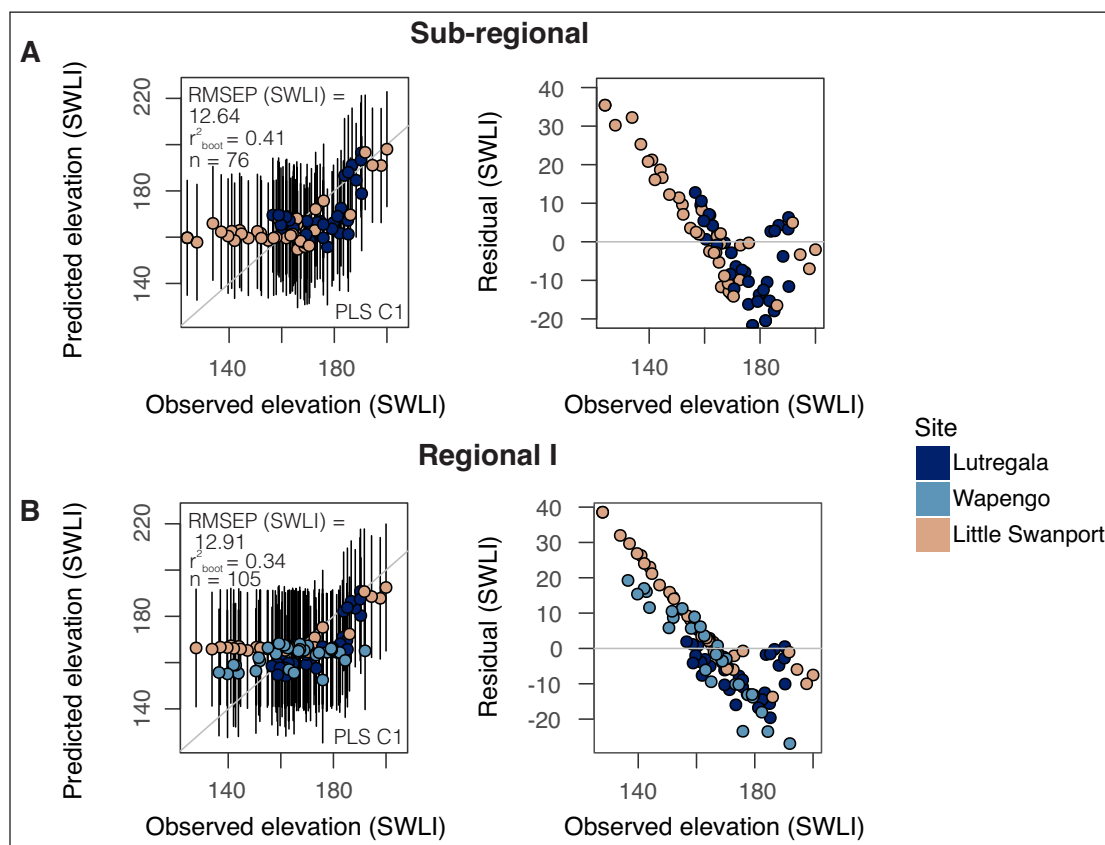 Sub-regional
A
RMSEP (SWLI) =
12.64
r²boot = 0.41
n = 76
PLS C1
220
180
140
Predicted elevation (SWLI)
140 180
Observed elevation (SWLI)
40
30
20
10
0
-10
-20
Residual (SWLI)
140 180
Observed elevation (SWLI)
Site
Lutregala
Wapengo
Little Swanport
Regional I
B
RMSEP (SWLI) =
12.91
r²boot = 0.34
n = 105
PLS C1
220
180
140
Predicted elevation (SWLI)
140 180
Observed elevation (SWLI)
40
30
20
10
0
-10
-20
Residual (SWLI)
140 180
Observed elevation (SWLI)